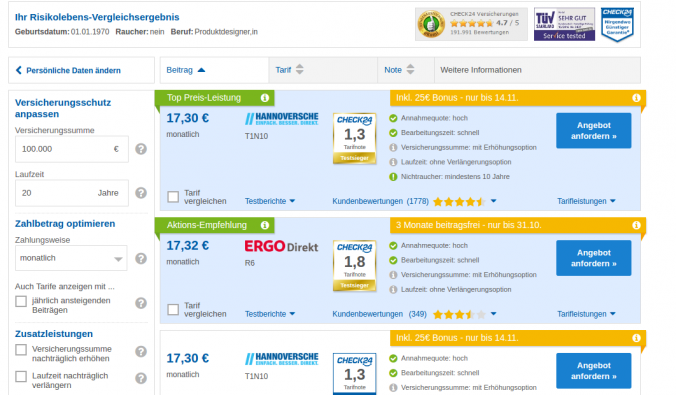 Ihr Risikolebens-Vergleichsergebnis
Geburtsdatum: 01.01.1970 Raucher: nein Beruf: Produktdesigner,in
CHECK24 Versicherungen
4.7 / 5
191.991 Bewertungen
TÜV
SAARLAND
SEHR GUT
Service tested
CHECK24
Nirgendwo
Günstiger
Garantie
Persönliche Daten ändern
Beitrag
Tarif
Note
Weitere Informationen
Versicherungsschutz
anpassen
Versicherungssumme
100.000 €
Laufzeit
20 Jahre
Zahlbetrag optimieren
Zahlungsweise
monatlich
Auch Tarife anzeigen mit ...
jährlich ansteigenden
Beiträgen
Zusatzleistungen
Versicherungssumme
nachträglich erhöhen
Laufzeit nachträglich
verlängern
Top Preis-Leistung
Inkl. 25€ Bonus - nur bis 14.11.
17,30 €
monatlich
HANNOVERSCHE
EINFACH. BESSER. DIREKT.
T1N10
CHECK24
1,3
Tarifnote
Testsieger
Annahmequote: hoch
Bearbeitungszeit: schnell
Versicherungssumme: mit Erhöhungsoption
Laufzeit: ohne Verlängerungsoption
Nichtraucher: mindestens 10 Jahre
Angebot
anfordern »
Tarif
vergleichen
Testberichte
Kundenbewertungen (1778)
Tarifleistungen
Aktions-Empfehlung
3 Monate beitragsfrei - nur bis 31.10.
17,32 €
monatlich
ERGO Direkt
R6
CHECK24
1,8
Tarifnote
Testsieger
Annahmequote: hoch
Bearbeitungszeit: schnell
Versicherungssumme: mit Erhöhungsoption
Laufzeit: ohne Verlängerungsoption
Angebot
anfordern »
Tarif
vergleichen
Testberichte
Kundenbewertungen (349)
Tarifleistungen
Inkl. 25€ Bonus - nur bis 14.11.
17,30 €
monatlich
HANNOVERSCHE
EINFACH. BESSER. DIREKT.
T1N10
CHECK24
1,3
Tarifnote
Annahmequote: hoch
Bearbeitungszeit: schnell
Versicherungssumme: mit Erhöhungsoption
Angebot
anfordern »